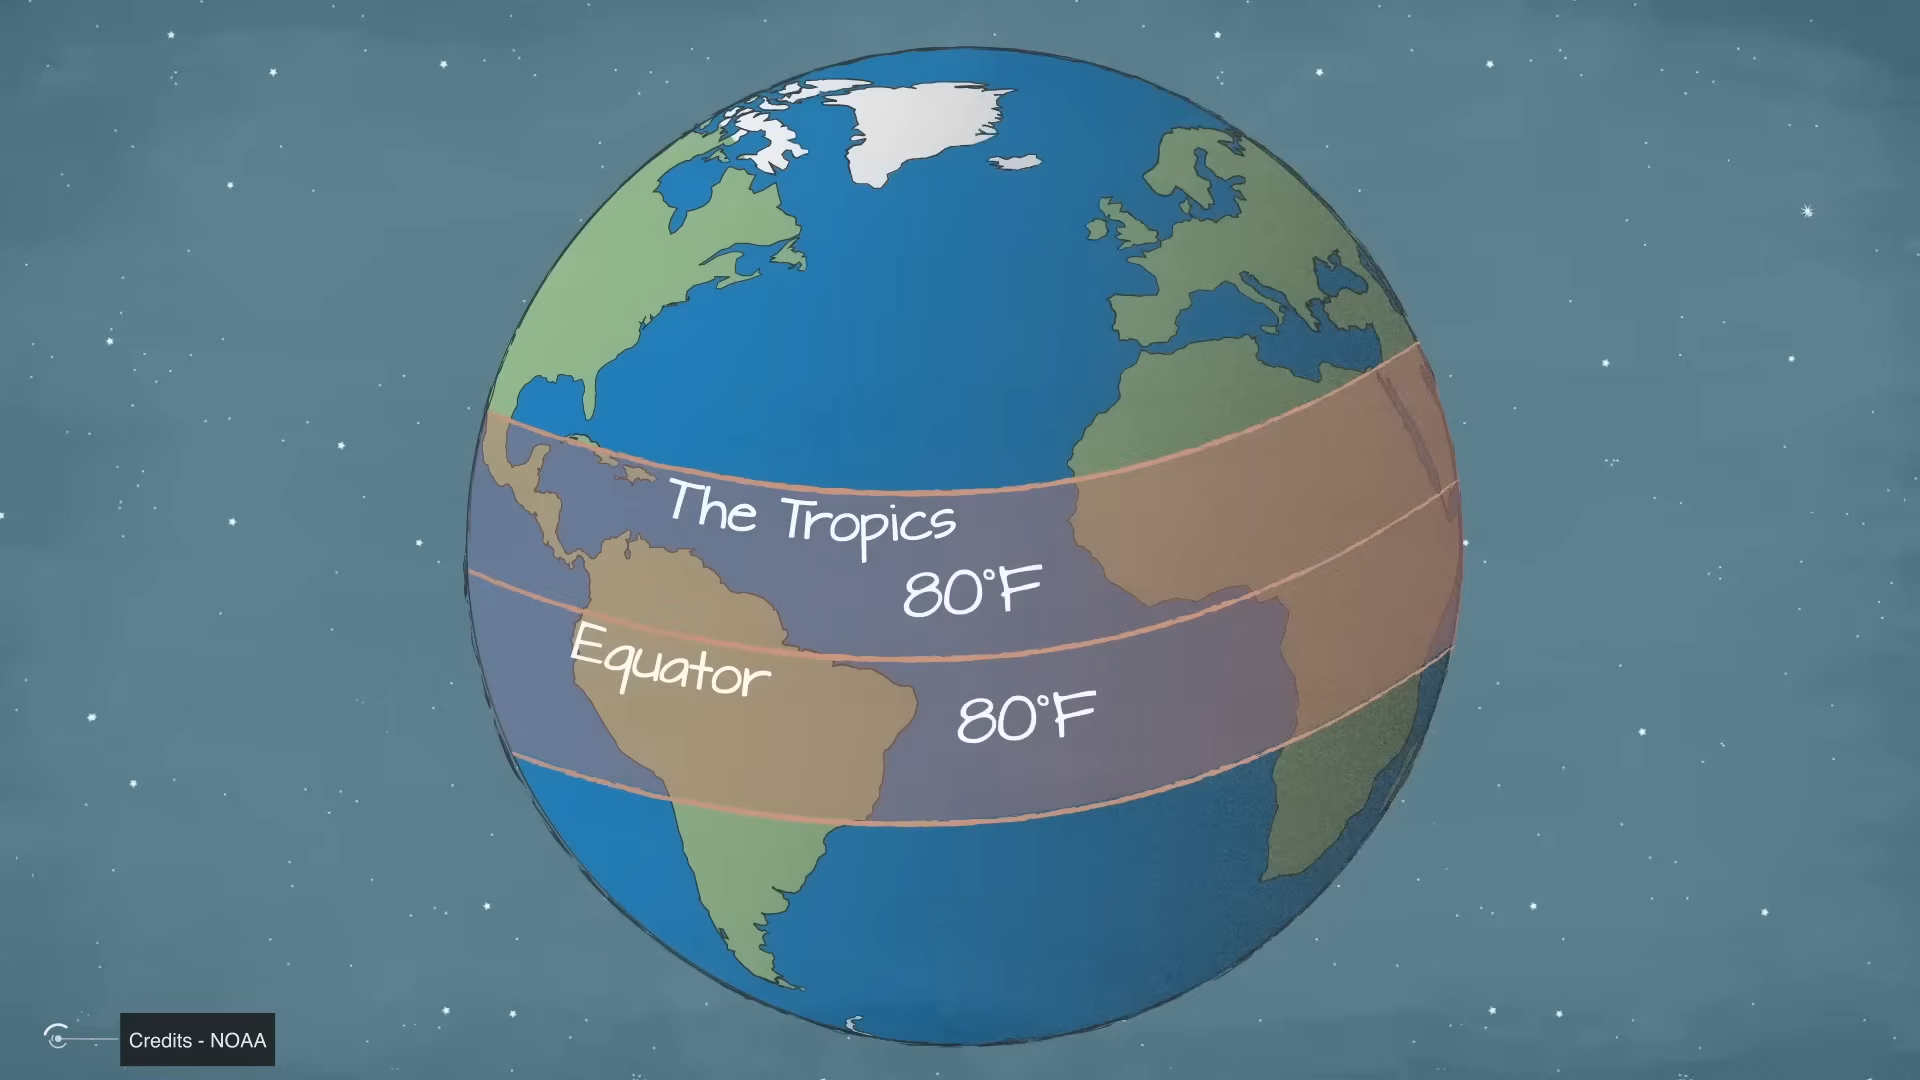 The Tropics
80°F
Equator
80°F
Credits - NOAA